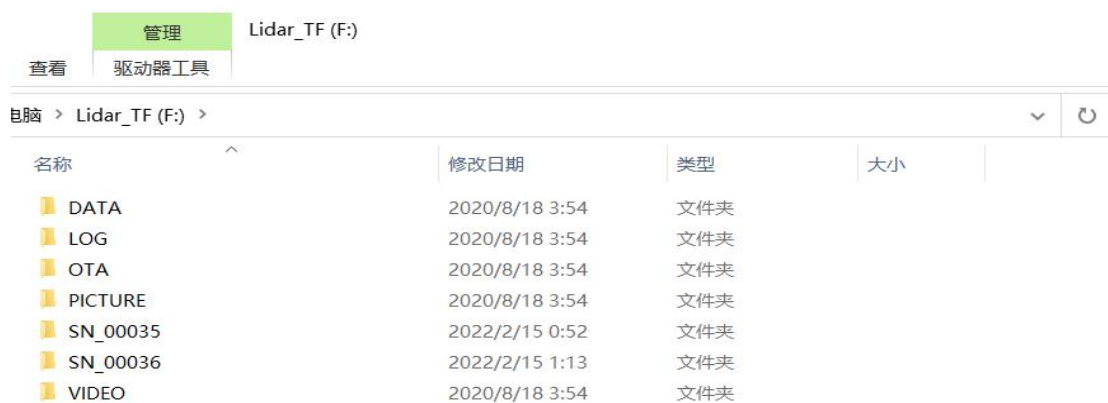 管理 Lidar_TF (F:)
查看 驱动器工具
电脑 > Lidar_TF (F:) >
名称 修改日期 类型 大小
DATA 2020/8/18 3:54 文件夹
LOG 2020/8/18 3:54 文件夹
OTA 2020/8/18 3:54 文件夹
PICTURE 2020/8/18 3:54 文件夹
SN_00035 2022/2/15 0:52 文件夹
SN_00036 2022/2/15 1:13 文件夹
VIDEO 2020/8/18 3:54 文件夹